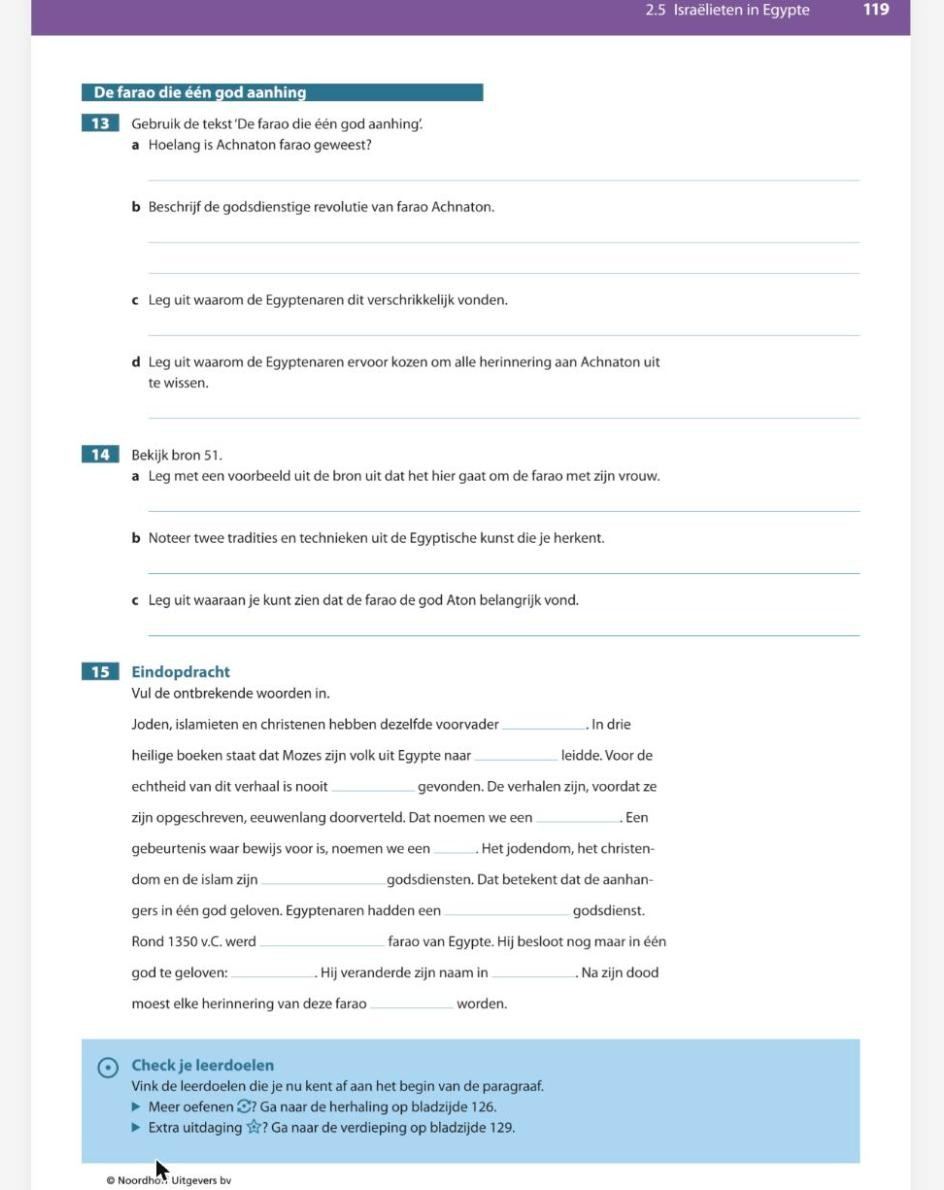 2.5 Israëlieten in Egypte 119
De farao die één god aanhing
13 Gebruik de tekst 'De farao die één god aanhing'.
a Hoelang is Achnaton farao geweest?
b Beschrijf de godsdienstige revolutie van farao Achnaton.
c Leg uit waarom de Egyptenaren dit verschrikkelijk vonden.
d Leg uit waarom de Egyptenaren ervoor kozen om alle herinnering aan Achnaton uit
te wissen.
14 Bekijk bron 51.
a Leg met een voorbeeld uit de bron uit dat het hier gaat om de farao met zijn vrouw.
b Noteer twee tradities en technieken uit de Egyptische kunst die je herkent.
c Leg uit waaraan je kunt zien dat de farao de god Aton belangrijk vond.
15 Eindopdracht
Vul de ontbrekende woorden in.
Joden, islamieten en christenen hebben dezelfde voorvader ____. In drie
heilige boeken staat dat Mozes zijn volk uit Egypte naar ____ leidde. Voor de
echtheid van dit verhaal is nooit ____ gevonden. De verhalen zijn, voordat ze
zijn opgeschreven, eeuwenlang doorverteld. Dat noemen we een ____. Een
gebeurtenis waar bewijs voor is, noemen we een ____. Het jodendom, het christen-
dom en de islam zijn ____ godsdiensten. Dat betekent dat de aanhan-
gers in één god geloven. Egyptenaren hadden een ____ godsdienst.
Rond 1350 v.C. werd ____ farao van Egypte. Hij besloot nog maar in één
god te geloven: ____. Hij veranderde zijn naam in ____. Na zijn dood
moest elke herinnering van deze farao ____ worden.
Check je leerdoelen
Vink de leerdoelen die je nu kent af aan het begin van de paragraaf.
Meer oefenen ? Ga naar de herhaling op bladzijde 126.
Extra uitdaging ? Ga naar de verdieping op bladzijde 129.
© Uitgevers bv